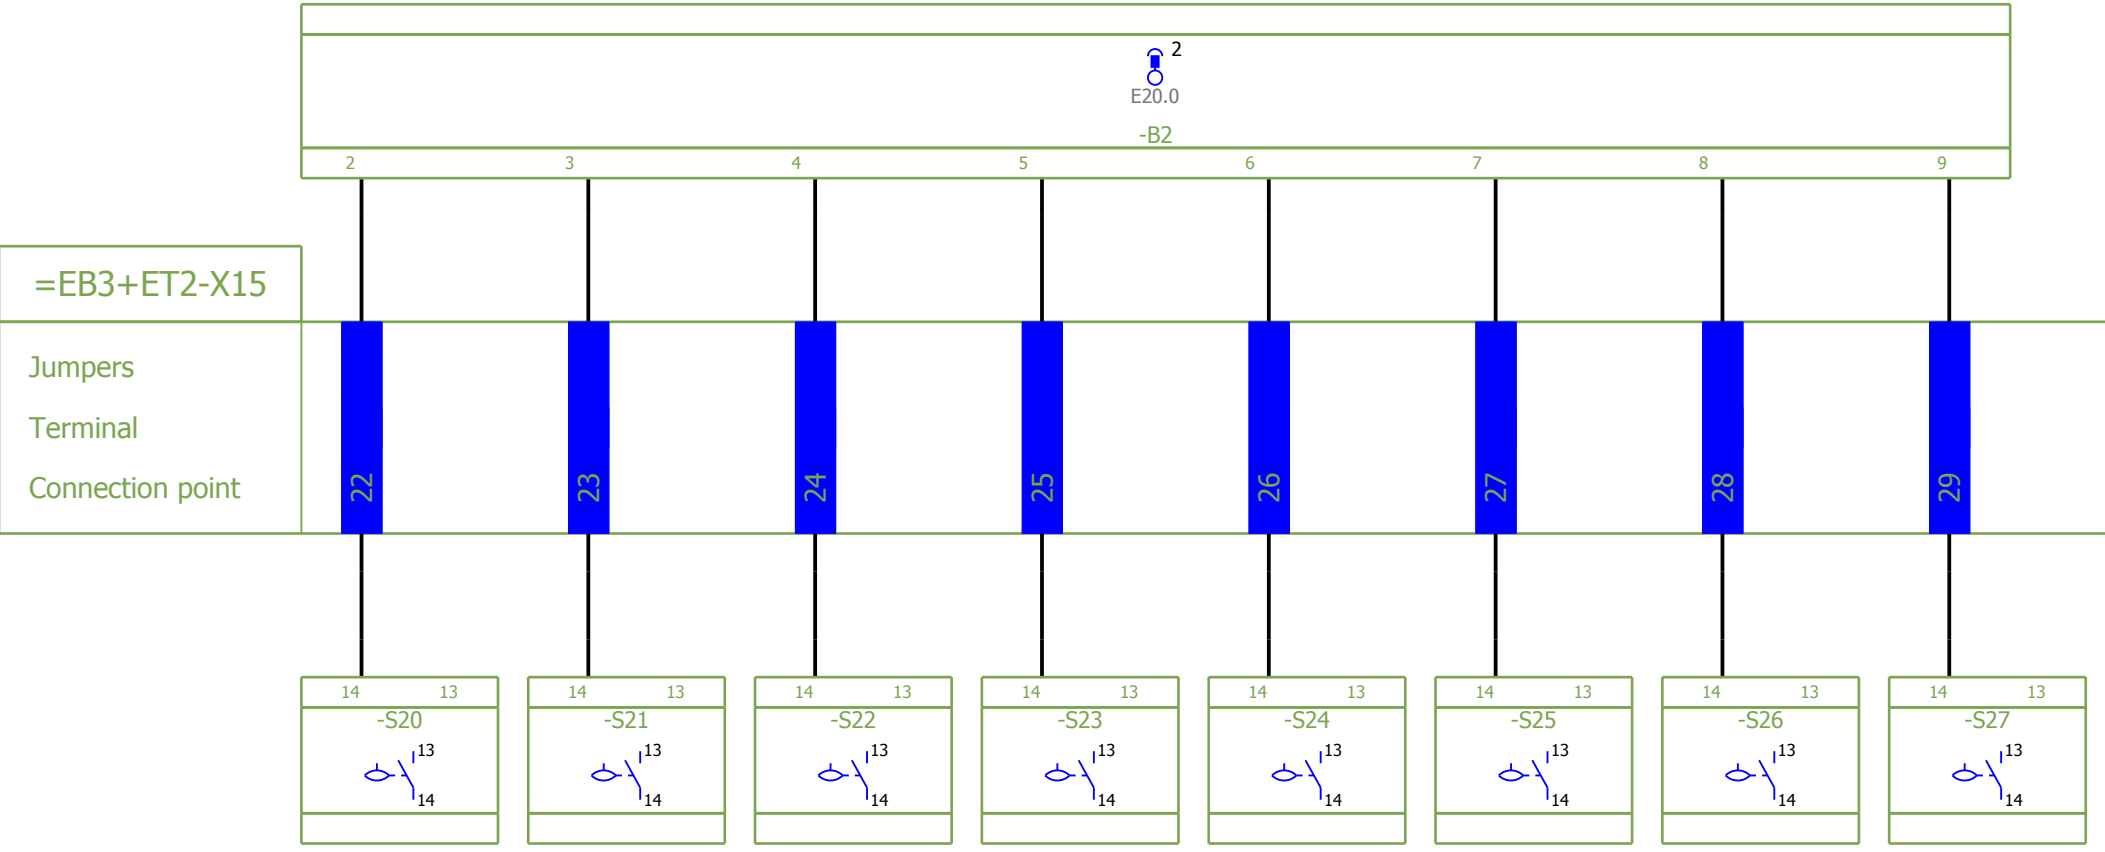 2
E20.0
-B2
2 3 4 5 6 7 8 9
=EB3+ET2-X15
Jumpers
Terminal
Connection point
22 23 24 25 26 27 28 29
14 13 14 13 14 13 14 13 14 13 14 13 14 13 14 13
-S20 -S21 -S22 -S23 -S24 -S25 -S26 -S27
13 13 13 13 13 13 13 13
14 14 14 14 14 14 14 14